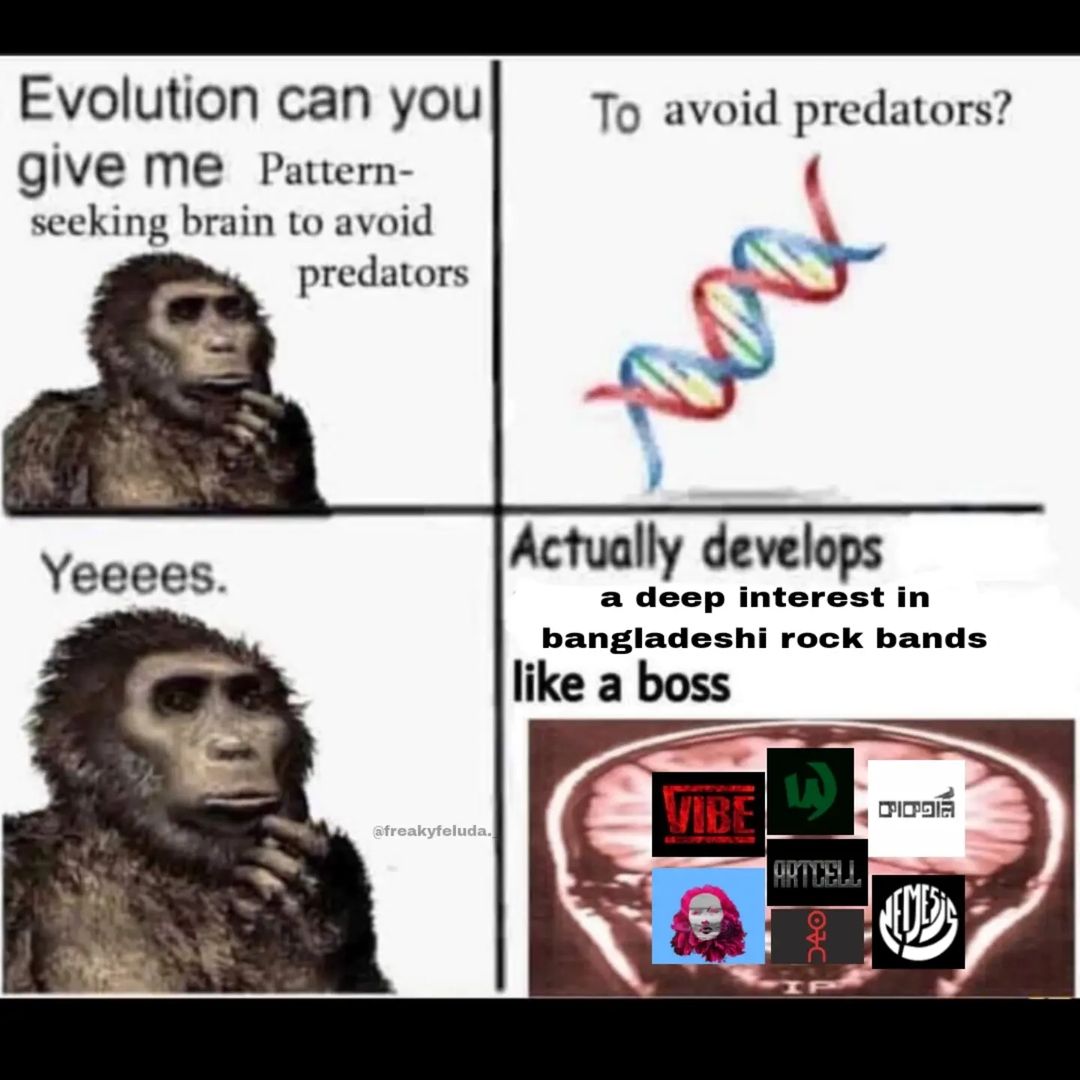 Evolution can you
give me Pattern-
seeking brain to avoid
predators
To avoid predators?
Yeeees.
@freakyfeluda._
Actually develops
a deep interest in
bangladeshi rock bands
like a boss
VIBE
W
কাকতাল
ARTCELL
NEMESIS